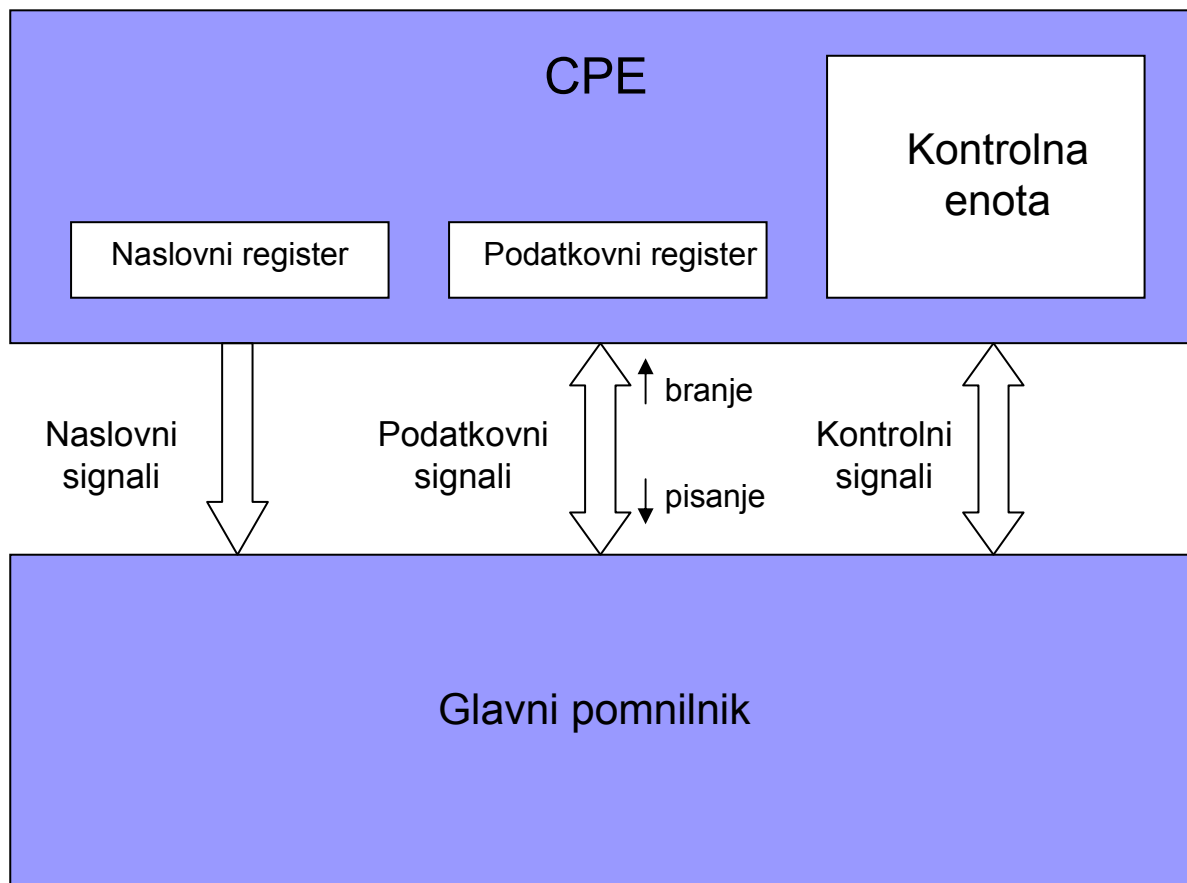 CPE
Kontrolna
enota
Naslovni register
Podatkovni register
Naslovni
signali
Podatkovni
signali
branje
pisanje
Kontrolni
signali
Glavni pomnilnik